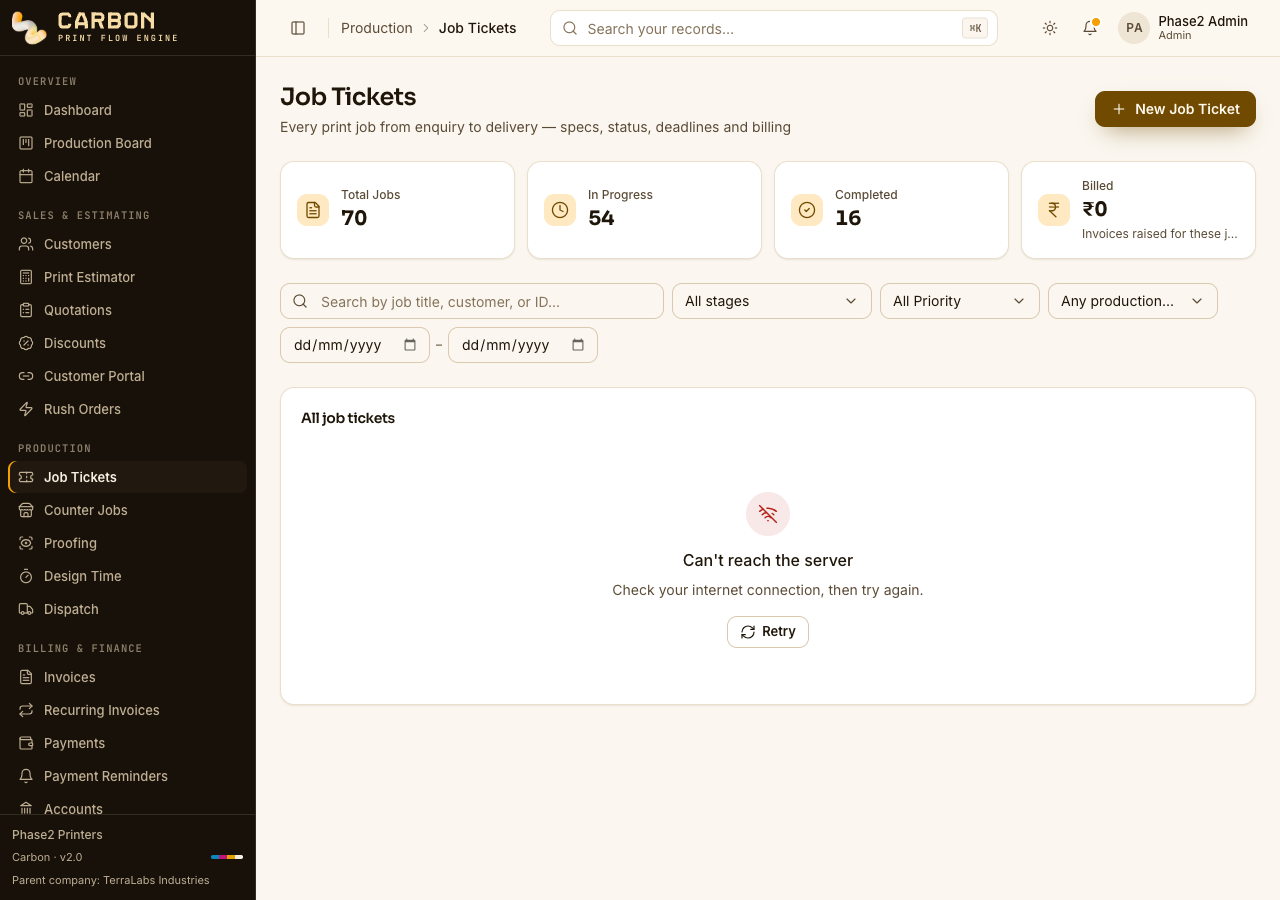 CARBON
PRINT FLOW ENGINE
OVERVIEW
Dashboard
Production Board
Calendar
SALES & ESTIMATING
Customers
Print Estimator
Quotations
Discounts
Customer Portal
Rush Orders
PRODUCTION
Job Tickets
Counter Jobs
Proofing
Design Time
Dispatch
BILLING & FINANCE
Invoices
Recurring Invoices
Payments
Payment Reminders
Accounts
Phase2 Printers
Carbon · v2.0
Parent company: TerraLabs Industries
Production > Job Tickets
Search your records...
⌘K
PA
Phase2 Admin
Admin
Job Tickets
Every print job from enquiry to delivery — specs, status, deadlines and billing
New Job Ticket
Total Jobs
70
In Progress
54
Completed
16
Billed
₹0
Invoices raised for these j...
Search by job title, customer, or ID...
All stages
All Priority
Any production...
dd/mm/yyyy – dd/mm/yyyy
All job tickets
Can't reach the server
Check your internet connection, then try again.
Retry